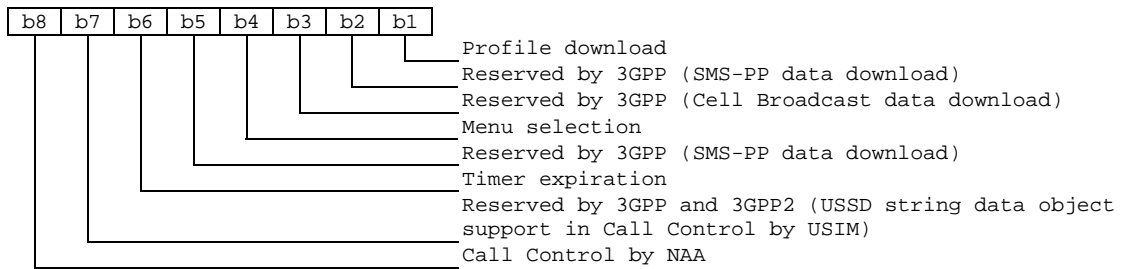 b8 b7 b6 b5 b4 b3 b2 b1
Profile download
Reserved by 3GPP (SMS-PP data download)
Reserved by 3GPP (Cell Broadcast data download)
Menu selection
Reserved by 3GPP (SMS-PP data download)
Timer expiration
Reserved by 3GPP and 3GPP2 (USSD string data object
support in Call Control by USIM)
Call Control by NAA